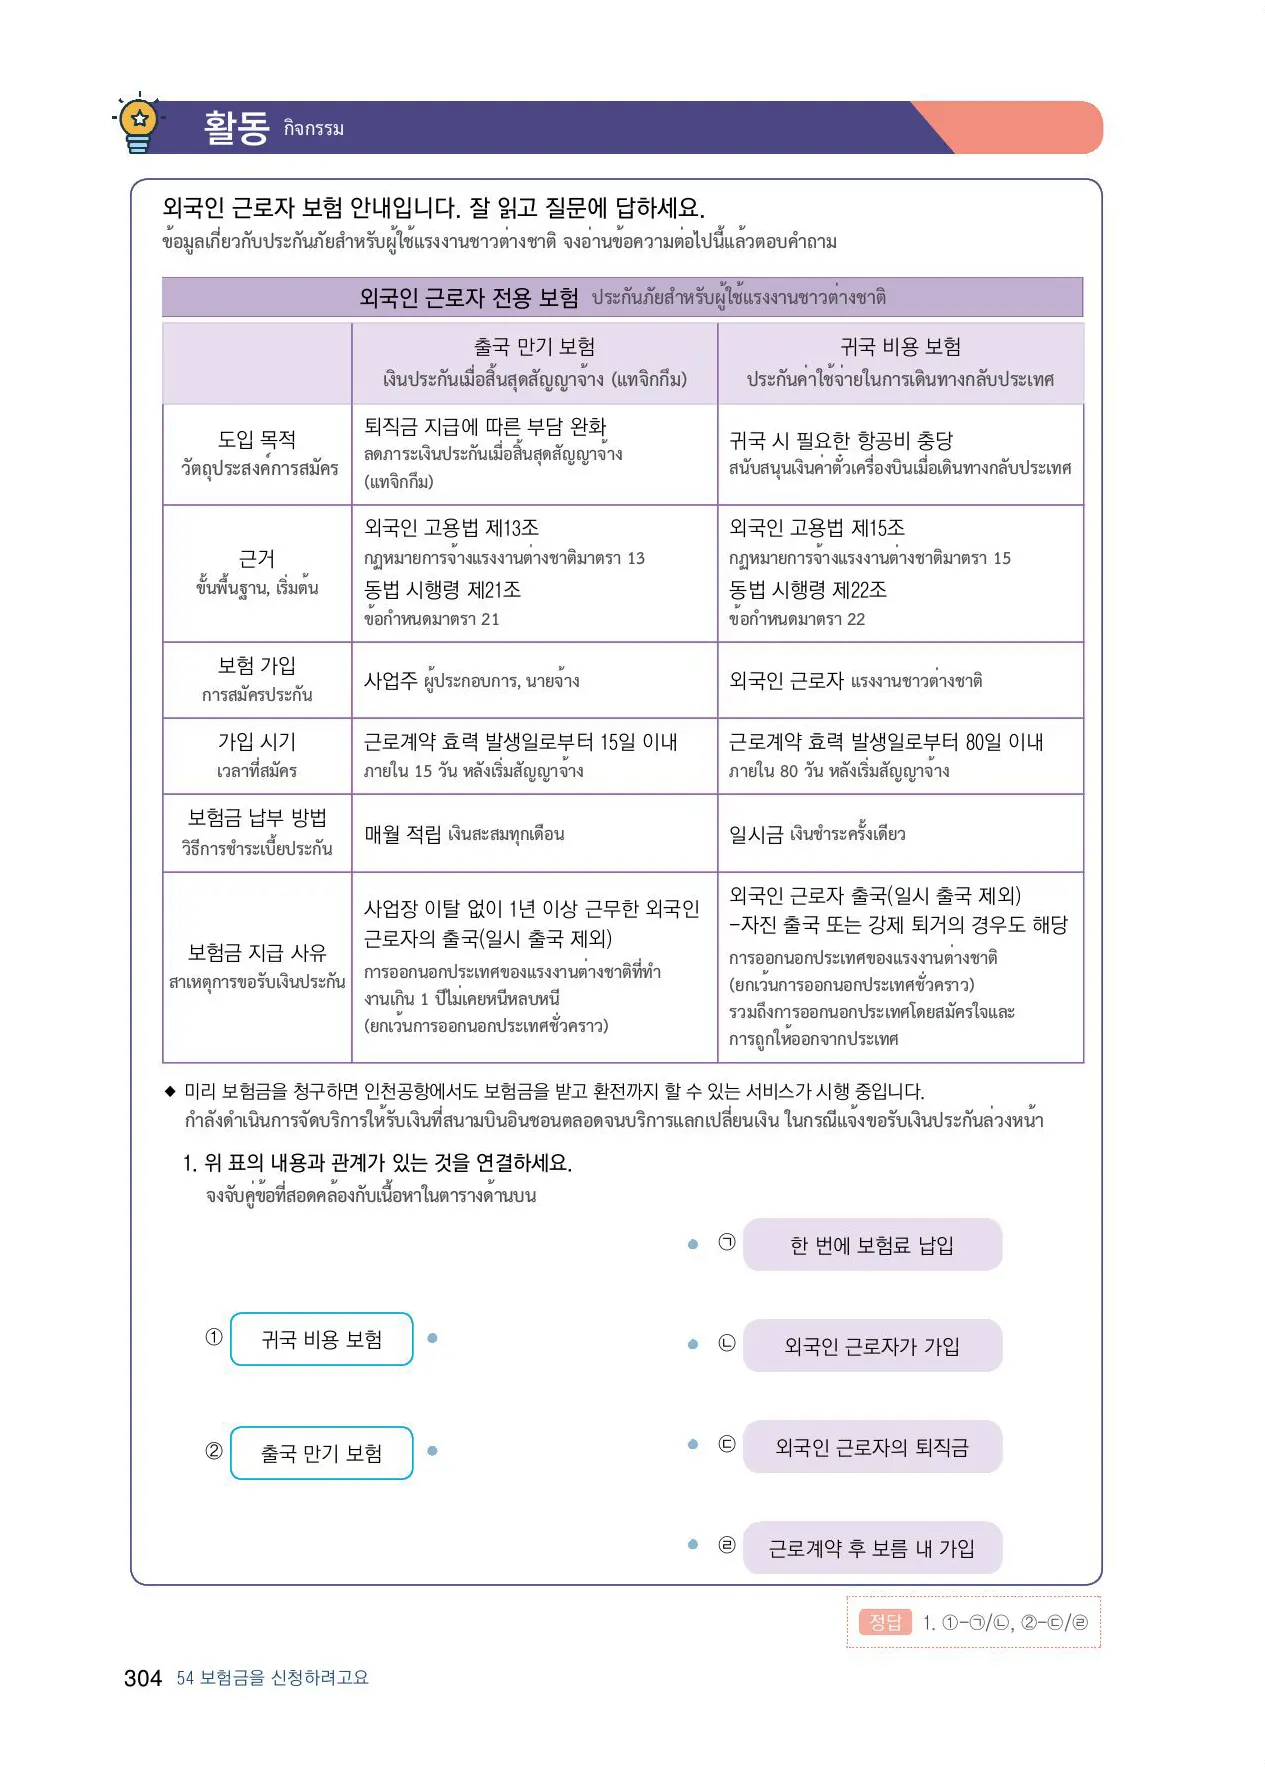 활동 กิจกรรม
외국인 근로자 보험 안내입니다. 잘 읽고 질문에 답하세요.
ข้อมูลเกี่ยวกับประกันภัยสำหรับผู้ใช้แรงงานชาวต่างชาติ จงอ่านข้อความต่อไปนี้แล้วตอบคำถาม
외국인 근로자 전용 보험 ประกันภัยสำหรับผู้ใช้แรงงานชาวต่างชาติ
출국 만기 보험
เงินประกันเมื่อสิ้นสุดสัญญาจ้าง (แทจิกกึม)
귀국 비용 보험
ประกันค่าใช้จ่ายในการเดินทางกลับประเทศ
도입 목적
วัตถุประสงค์การสมัคร
퇴직금 지급에 따른 부담 완화
ลดภาระเงินประกันเมื่อสิ้นสุดสัญญาจ้าง
(แทจิกกึม)
귀국 시 필요한 항공비 충당
สนับสนุนเงินค่าตั๋วเครื่องบินเมื่อเดินทางกลับประเทศ
근거
ขั้นพื้นฐาน, เริ่มต้น
외국인 고용법 제13조
กฎหมายการจ้างแรงงานต่างชาติมาตรา 13
동법 시행령 제21조
ข้อกำหนดมาตรา 21
외국인 고용법 제15조
กฎหมายการจ้างแรงงานต่างชาติมาตรา 15
동법 시행령 제22조
ข้อกำหนดมาตรา 22
보험 가입
การสมัครประกัน
사업주 ผู้ประกอบการ, นายจ้าง
외국인 근로자 แรงงานชาวต่างชาติ
가입 시기
เวลาที่สมัคร
근로계약 효력 발생일로부터 15일 이내
ภายใน 15 วัน หลังเริ่มสัญญาจ้าง
근로계약 효력 발생일로부터 80일 이내
ภายใน 80 วัน หลังเริ่มสัญญาจ้าง
보험금 납부 방법
วิธีการชำระเบี้ยประกัน
매월 적립 เงินสะสมทุกเดือน
일시금 เงินชำระครั้งเดียว
보험금 지급 사유
สาเหตุการขอรับเงินประกัน
사업장 이탈 없이 1년 이상 근무한 외국인
근로자의 출국(일시 출국 제외)
การออกนอกประเทศของแรงงานต่างชาติที่ทำ
งานเกิน 1 ปีไม่เคยหนีหลบหนี
(ยกเว้นการออกนอกประเทศชั่วคราว)
외국인 근로자 출국(일시 출국 제외)
-자진 출국 또는 강제 퇴거의 경우도 해당
การออกนอกประเทศของแรงงานต่างชาติ
(ยกเว้นการออกนอกประเทศชั่วคราว)
รวมถึงการออกนอกประเทศโดยสมัครใจและ
การถูกให้ออกจากประเทศ
◆ 미리 보험금을 청구하면 인천공항에서도 보험금을 받고 환전까지 할 수 있는 서비스가 시행 중입니다.
กำลังดำเนินการจัดบริการให้รับเงินที่สนามบินอินชอนตลอดจนบริการแลกเปลี่ยนเงิน ในกรณีแจ้งขอรับเงินประกันล่วงหน้า
1. 위 표의 내용과 관계가 있는 것을 연결하세요.
จงจับคู่ข้อที่สอดคล้องกับเนื้อหาในตารางด้านบน
㉠ 한 번에 보험료 납입
① 귀국 비용 보험
㉡ 외국인 근로자가 가입
② 출국 만기 보험
㉢ 외국인 근로자의 퇴직금
㉣ 근로계약 후 보름 내 가입
정답 1. ①-㉠/㉡, ②-㉢/㉣
304 54 보험금을 신청하려고요